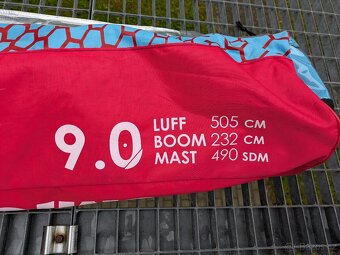 9.0
LUFF 505 CM
BOOM 232 CM
MAST 490 SDM